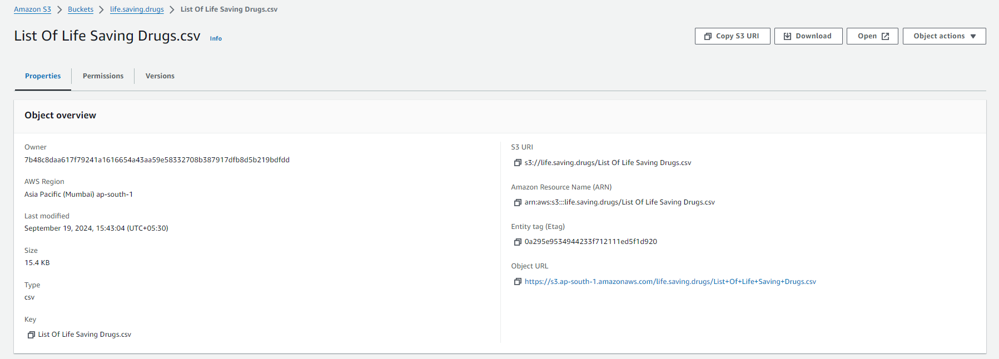 Amazon S3 > Buckets > life.saving.drugs > List Of Life Saving Drugs.csv
List Of Life Saving Drugs.csv Info
Copy S3 URI Download Open Object actions
Properties Permissions Versions
Object overview
Owner
7b48c8daa617f79241a1616654a43aa59e58332708b387917dfb8d5b219bdfdd
AWS Region
Asia Pacific (Mumbai) ap-south-1
Last modified
September 19, 2024, 15:43:04 (UTC+05:30)
Size
15.4 KB
Type
csv
Key
List Of Life Saving Drugs.csv
S3 URI
s3://life.saving.drugs/List Of Life Saving Drugs.csv
Amazon Resource Name (ARN)
arn:aws:s3:::life.saving.drugs/List Of Life Saving Drugs.csv
Entity tag (Etag)
0a295e9534944233f712111ed5f1d920
Object URL
https://s3.ap-south-1.amazonaws.com/life.saving.drugs/List+Of+Life+Saving+Drugs.csv